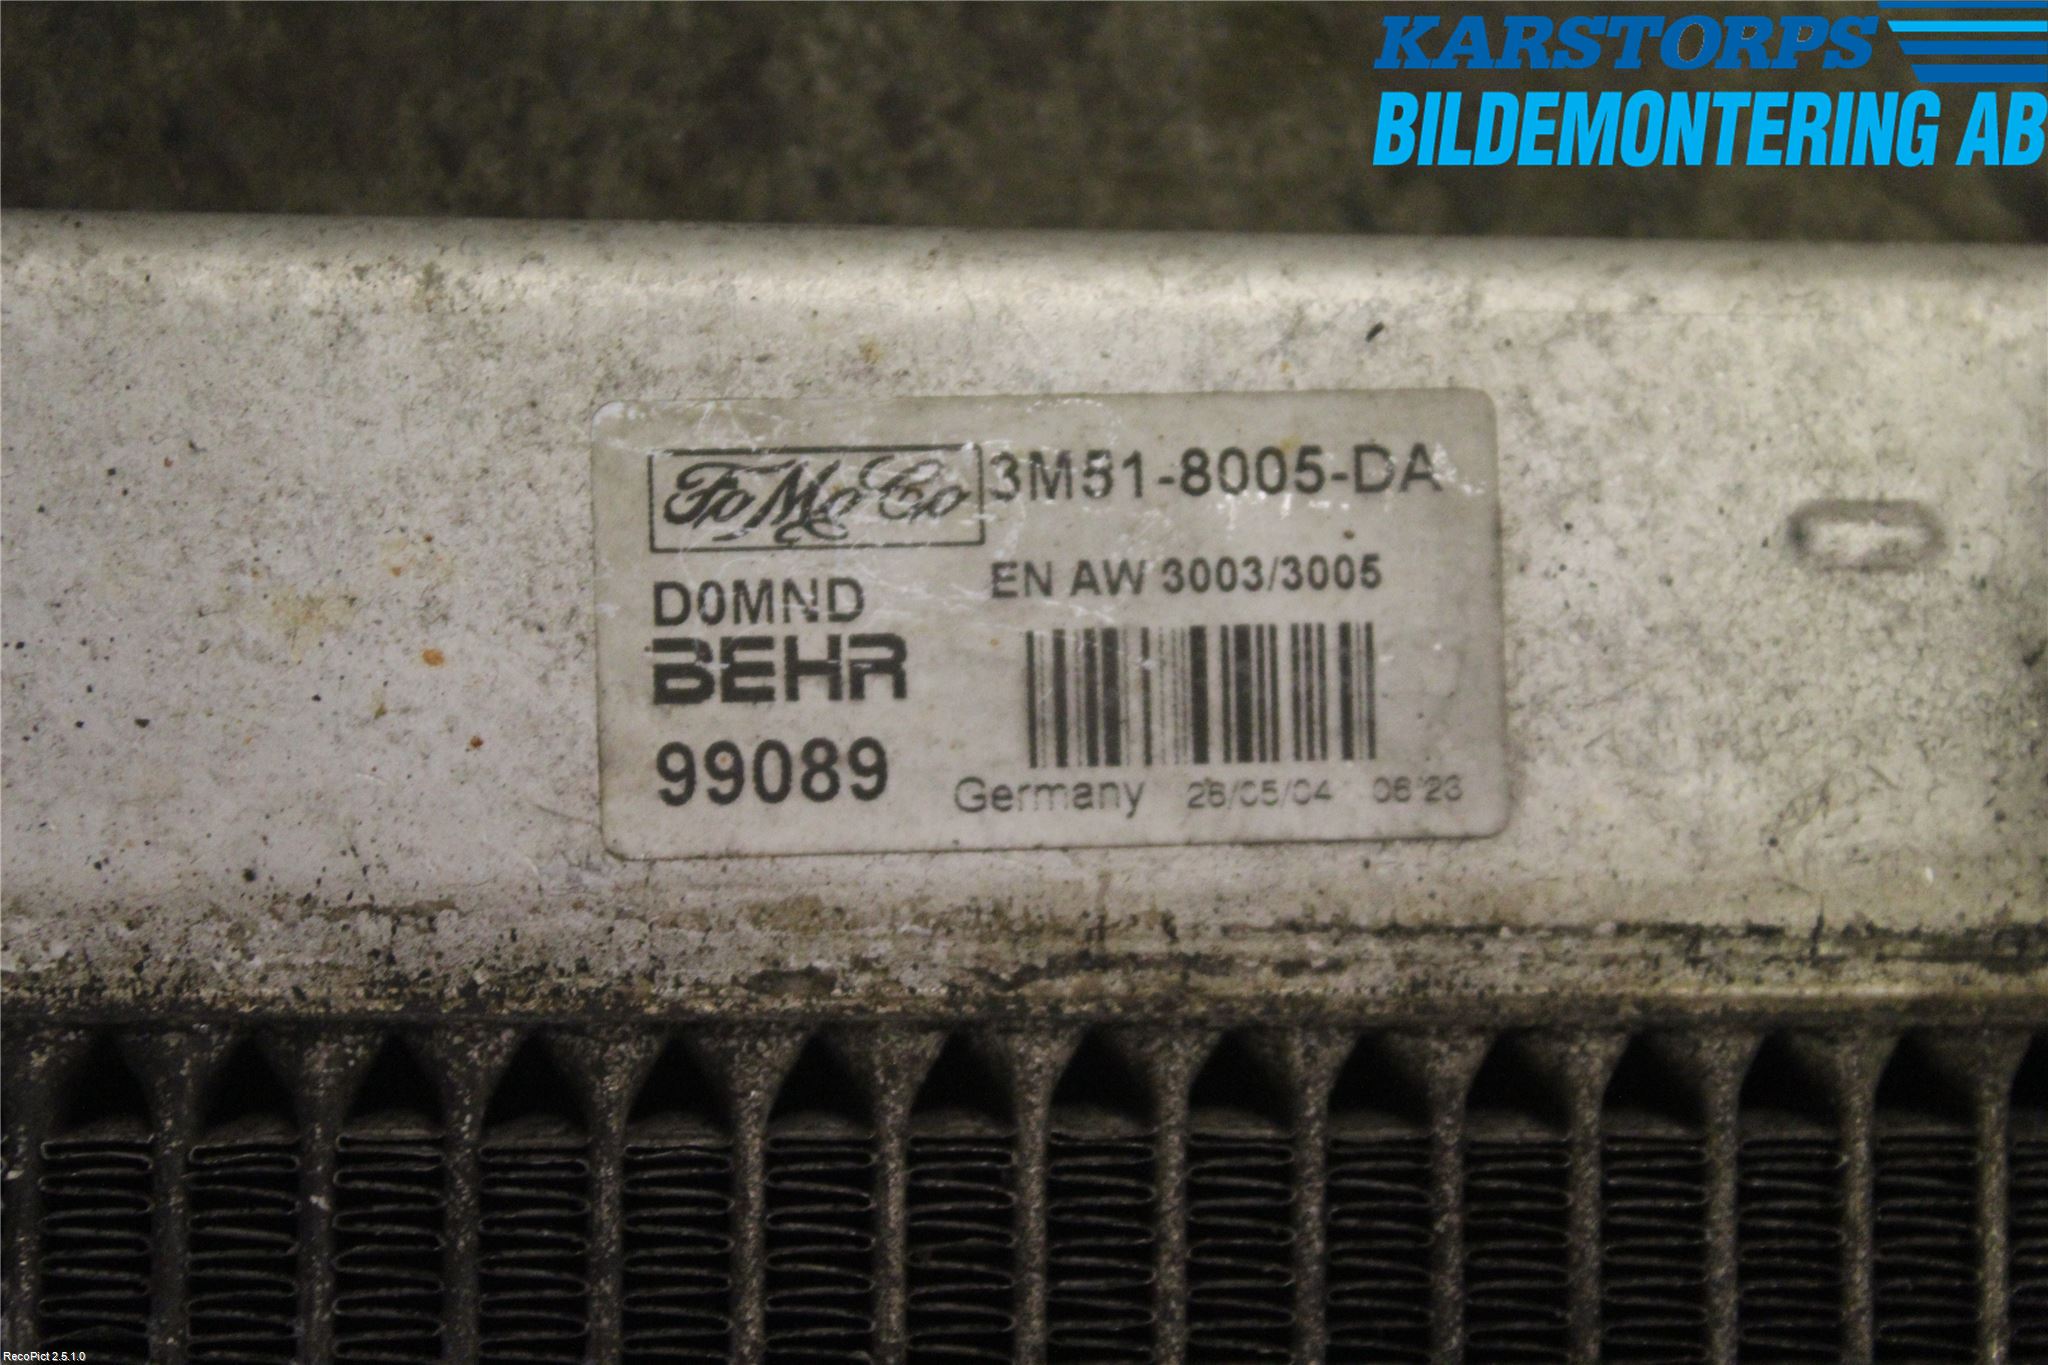 KARSTORPS
BILDEMONTERING AB
FoMoCo 3M51-8005-DA
EN AW 3003/3005
D0MND
BEHR
99089
Germany 26/05/04 06:23
RecoPict 2.5.1.0